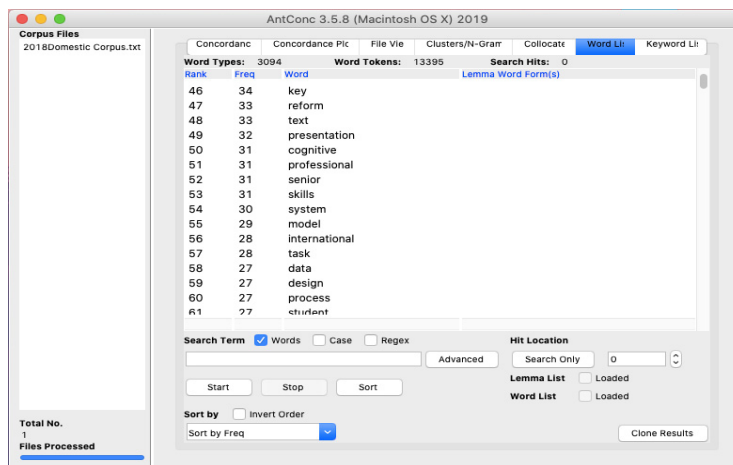 AntConc 3.5.8 (Macintosh OS X) 2019
Corpus Files
2018Domestic Corpus.txt
Concordanc Concordance Plc File Vie Clusters/N-Gram Collocate Word Lis Keyword Lis
Word Types: 3094 Word Tokens: 13395 Search Hits: 0
Rank Freq Word Lemma Word Form(s)
46 34 key
47 33 reform
48 33 text
49 32 presentation
50 31 cognitive
51 31 professional
52 31 senior
53 31 skills
54 30 system
55 29 model
56 28 international
57 28 task
58 27 data
59 27 design
60 27 process
61 27 student
Search Term Words Case Regex Hit Location
Advanced Search Only 0
Lemma List Loaded
Start Stop Sort
Word List Loaded
Sort by Invert Order
Total No.
1
Sort by Freq Clone Results
Files Processed